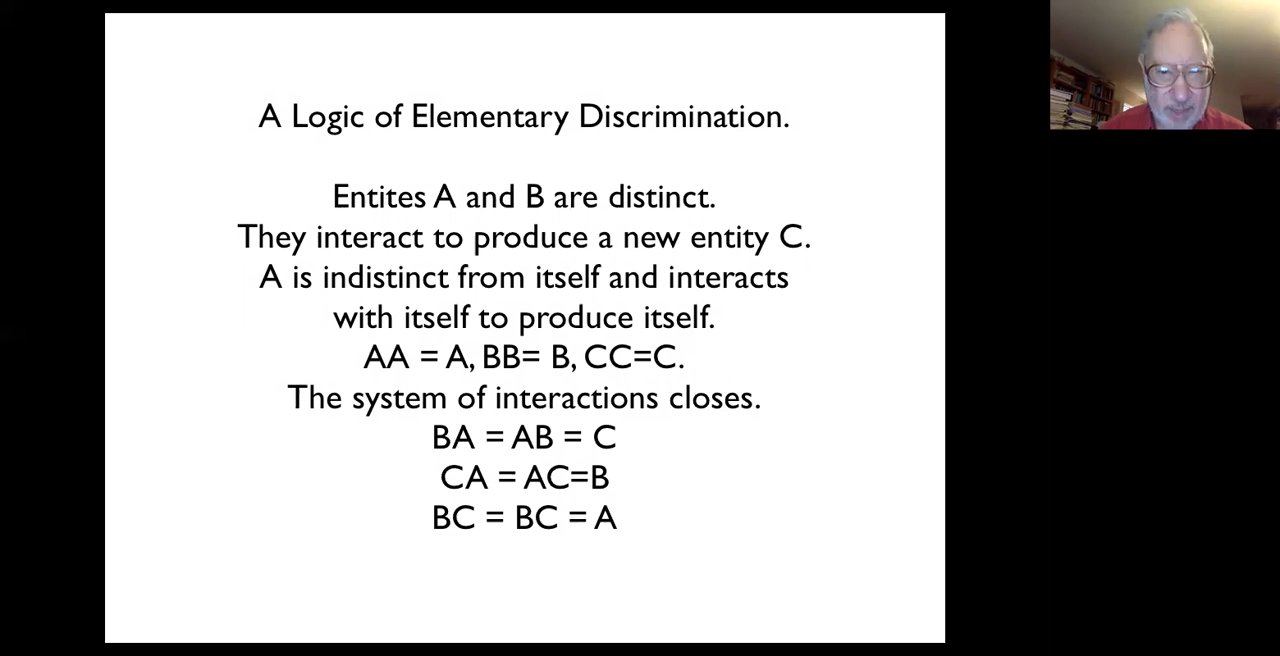 A Logic of Elementary Discrimination.
Entites A and B are distinct.
They interact to produce a new entity C.
A is indistinct from itself and interacts
with itself to produce itself.
AA = A, BB= B, CC=C.
The system of interactions closes.
BA = AB = C
CA = AC=B
BC = BC = A